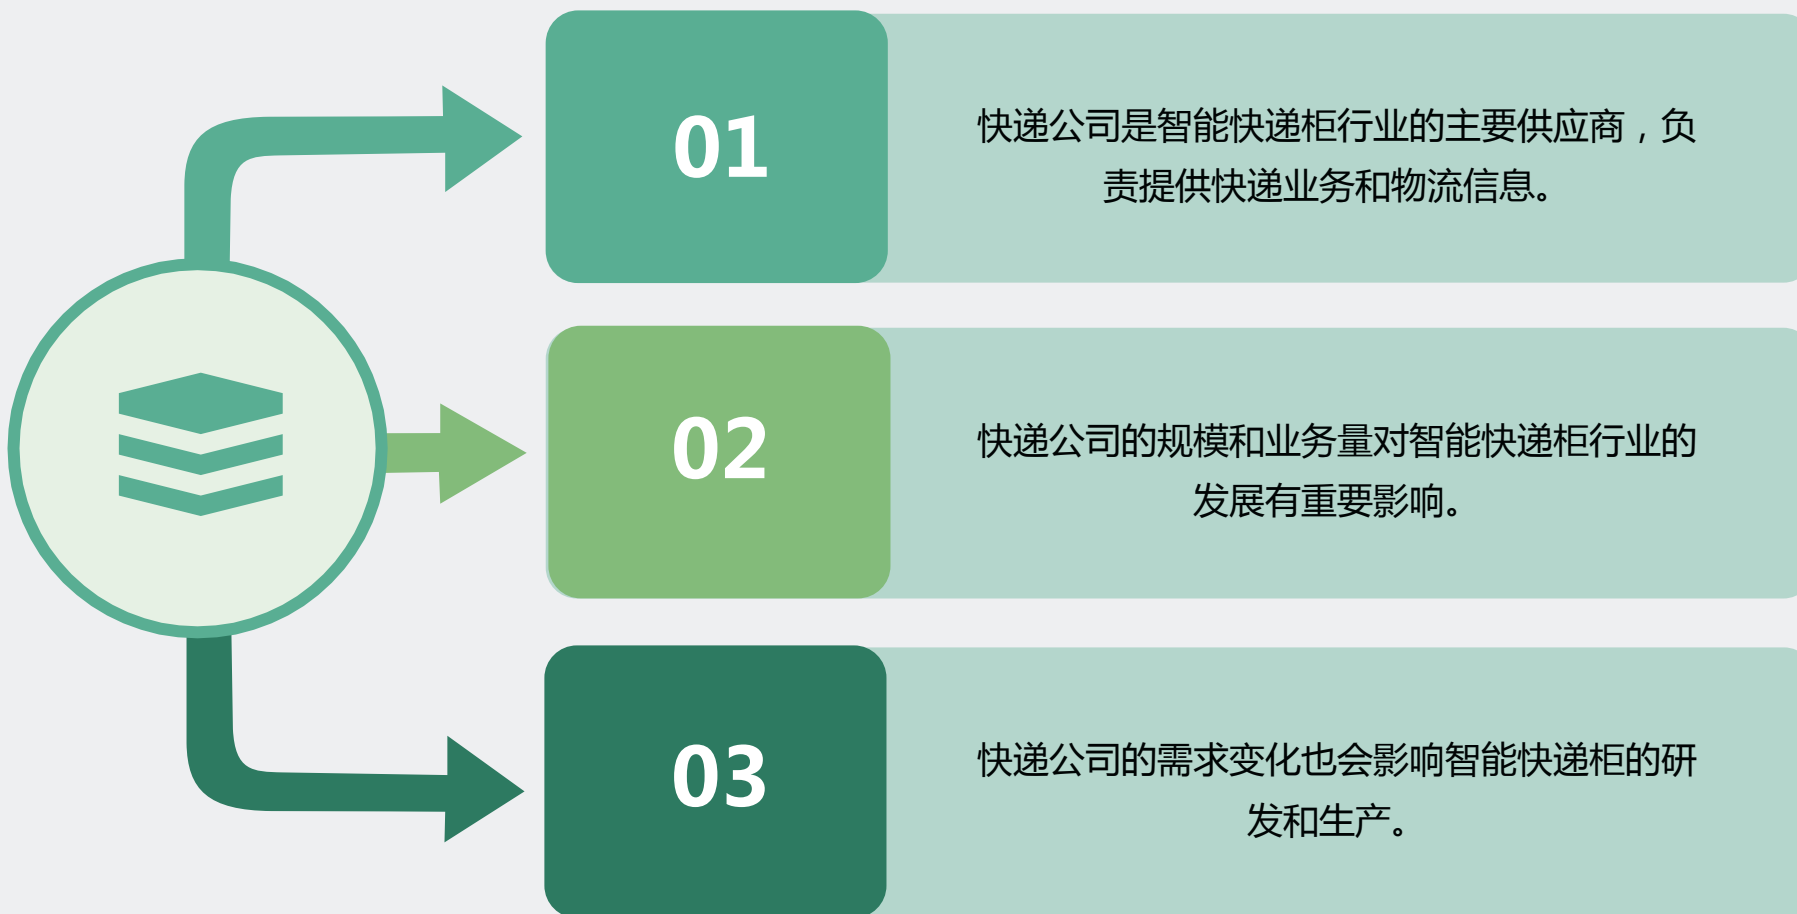 01
快递公司是智能快递柜行业的主要供应商，负
责提供快递业务和物流信息。
02
快递公司的规模和业务量对智能快递柜行业的
发展有重要影响。
03
快递公司的需求变化也会影响智能快递柜的研
发和生产。